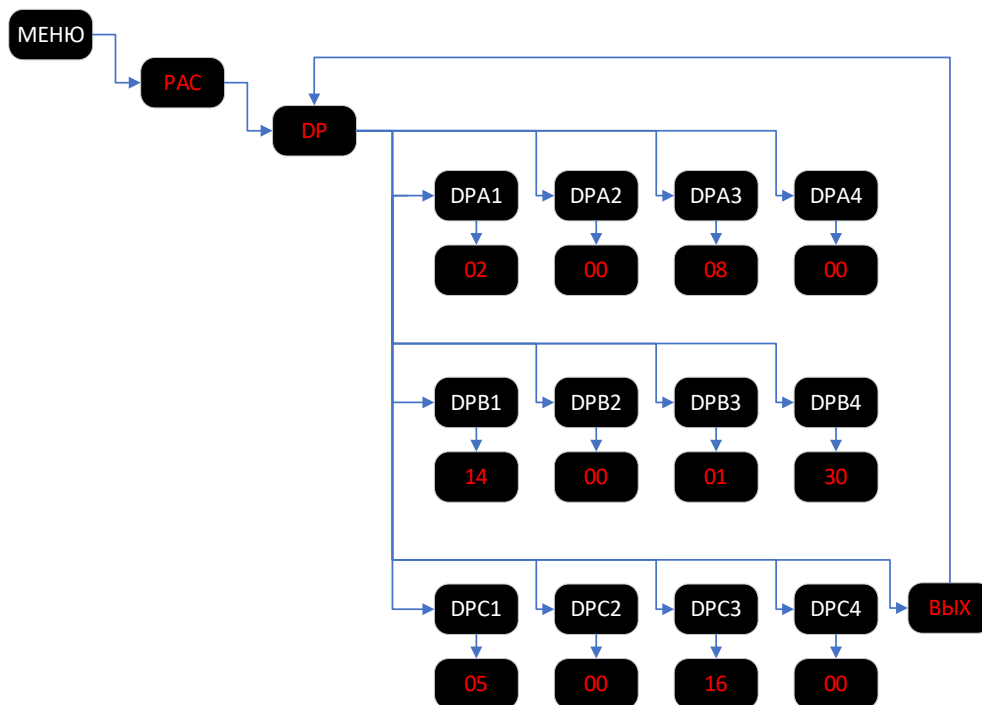 МЕНЮ
РАС
DP
DPA1 DPA2 DPA3 DPA4
02 00 08 00
DPB1 DPB2 DPB3 DPB4
14 00 01 30
DPC1 DPC2 DPC3 DPC4 ВЫХ
05 00 16 00